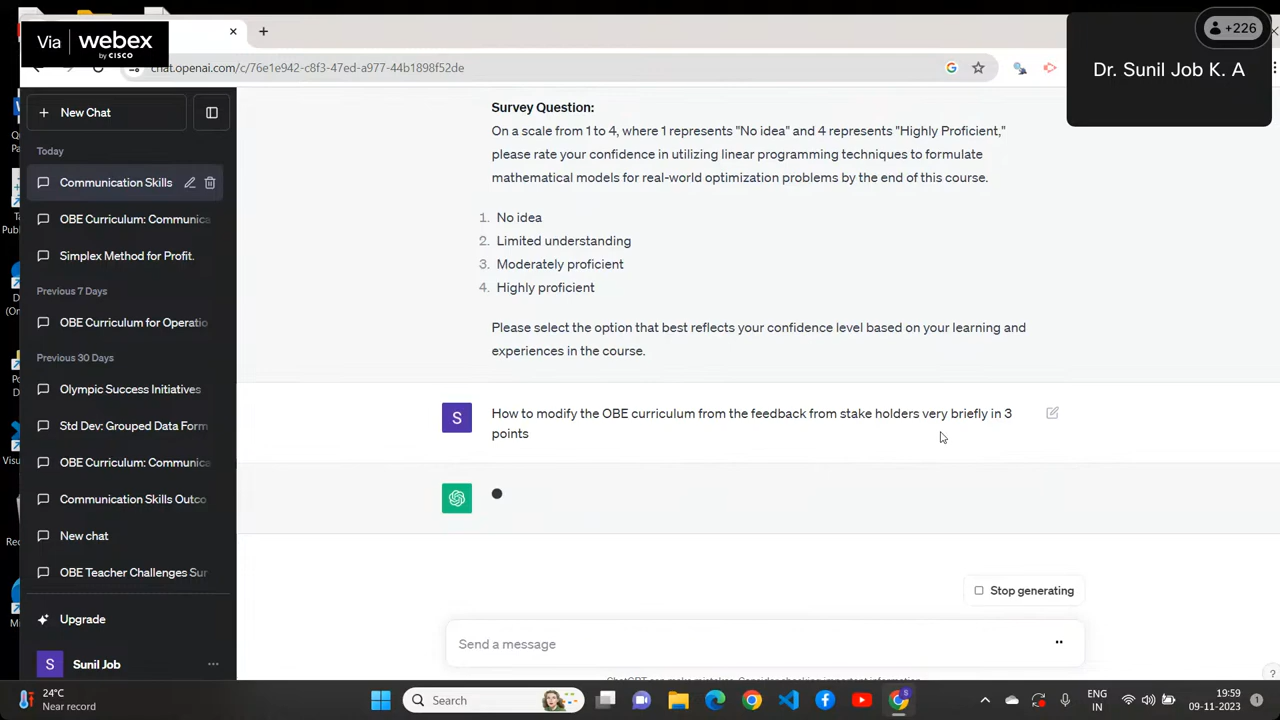 Via webex
by CISCO
+226
Dr. Sunil Job K. A
chat.openai.com/c/76e1e942-c8f3-47ed-a977-44b1898f52de
New Chat
Today
Communication Skills
OBE Curriculum: Communica
Simplex Method for Profit.
Previous 7 Days
OBE Curriculum for Operatio
Previous 30 Days
Olympic Success Initiatives
Std Dev: Grouped Data Form
OBE Curriculum: Communica
Communication Skills Outco
New chat
OBE Teacher Challenges Sur
Upgrade
S
Sunil Job
Survey Question:
On a scale from 1 to 4, where 1 represents "No idea" and 4 represents "Highly Proficient,"
please rate your confidence in utilizing linear programming techniques to formulate
mathematical models for real-world optimization problems by the end of this course.
1. No idea
2. Limited understanding
3. Moderately proficient
4. Highly proficient
Please select the option that best reflects your confidence level based on your learning and
experiences in the course.
S
How to modify the OBE curriculum from the feedback from stake holders very briefly in 3
points
Stop generating
Send a message
?
24°C
Near record
Search
ENG
IN
19:59
09-11-2023